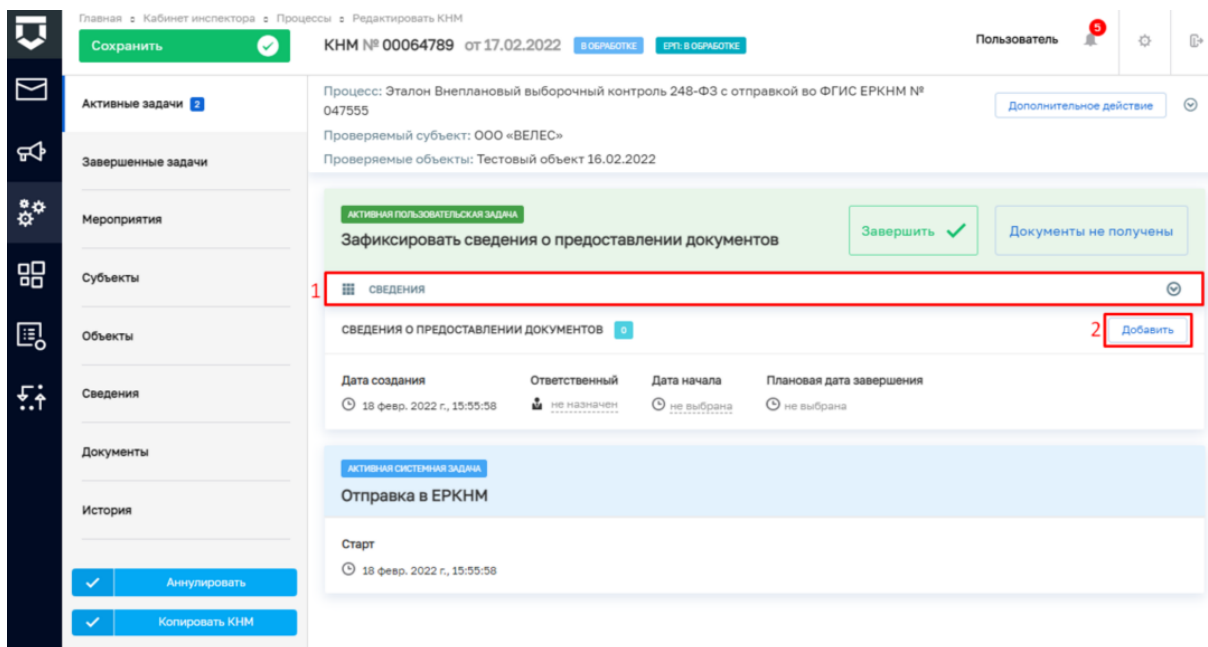 Главная : Кабинет инспектора : Процессы : Редактировать КНМ
Сохранить
КНМ № 00064789 от 17.02.2022 В ОБРАБОТКЕ ЕРП: В ОБРАБОТКЕ
Пользователь 5
Активные задачи 2
Завершенные задачи
Мероприятия
Субъекты
Объекты
Сведения
Документы
История
Аннулировать
Копировать КНМ
Процесс: Эталон Внеплановый выборочный контроль 248-ФЗ с отправкой во ФГИС ЕРКНМ №
047555
Дополнительное действие
Проверяемый субъект: ООО «ВЕЛЕС»
Проверяемые объекты: Тестовый объект 16.02.2022
АКТИВНАЯ ПОЛЬЗОВАТЕЛЬСКАЯ ЗАДАЧА
Зафиксировать сведения о предоставлении документов
Завершить
Документы не получены
1 СВЕДЕНИЯ
СВЕДЕНИЯ О ПРЕДОСТАВЛЕНИИ ДОКУМЕНТОВ 0
2 Добавить
Дата создания Ответственный Дата начала Плановая дата завершения
18 февр. 2022 г., 15:55:58 не назначен не выбрана не выбрана
АКТИВНАЯ СИСТЕМНАЯ ЗАДАЧА
Отправка в ЕРКНМ
Старт
18 февр. 2022 г., 15:55:58